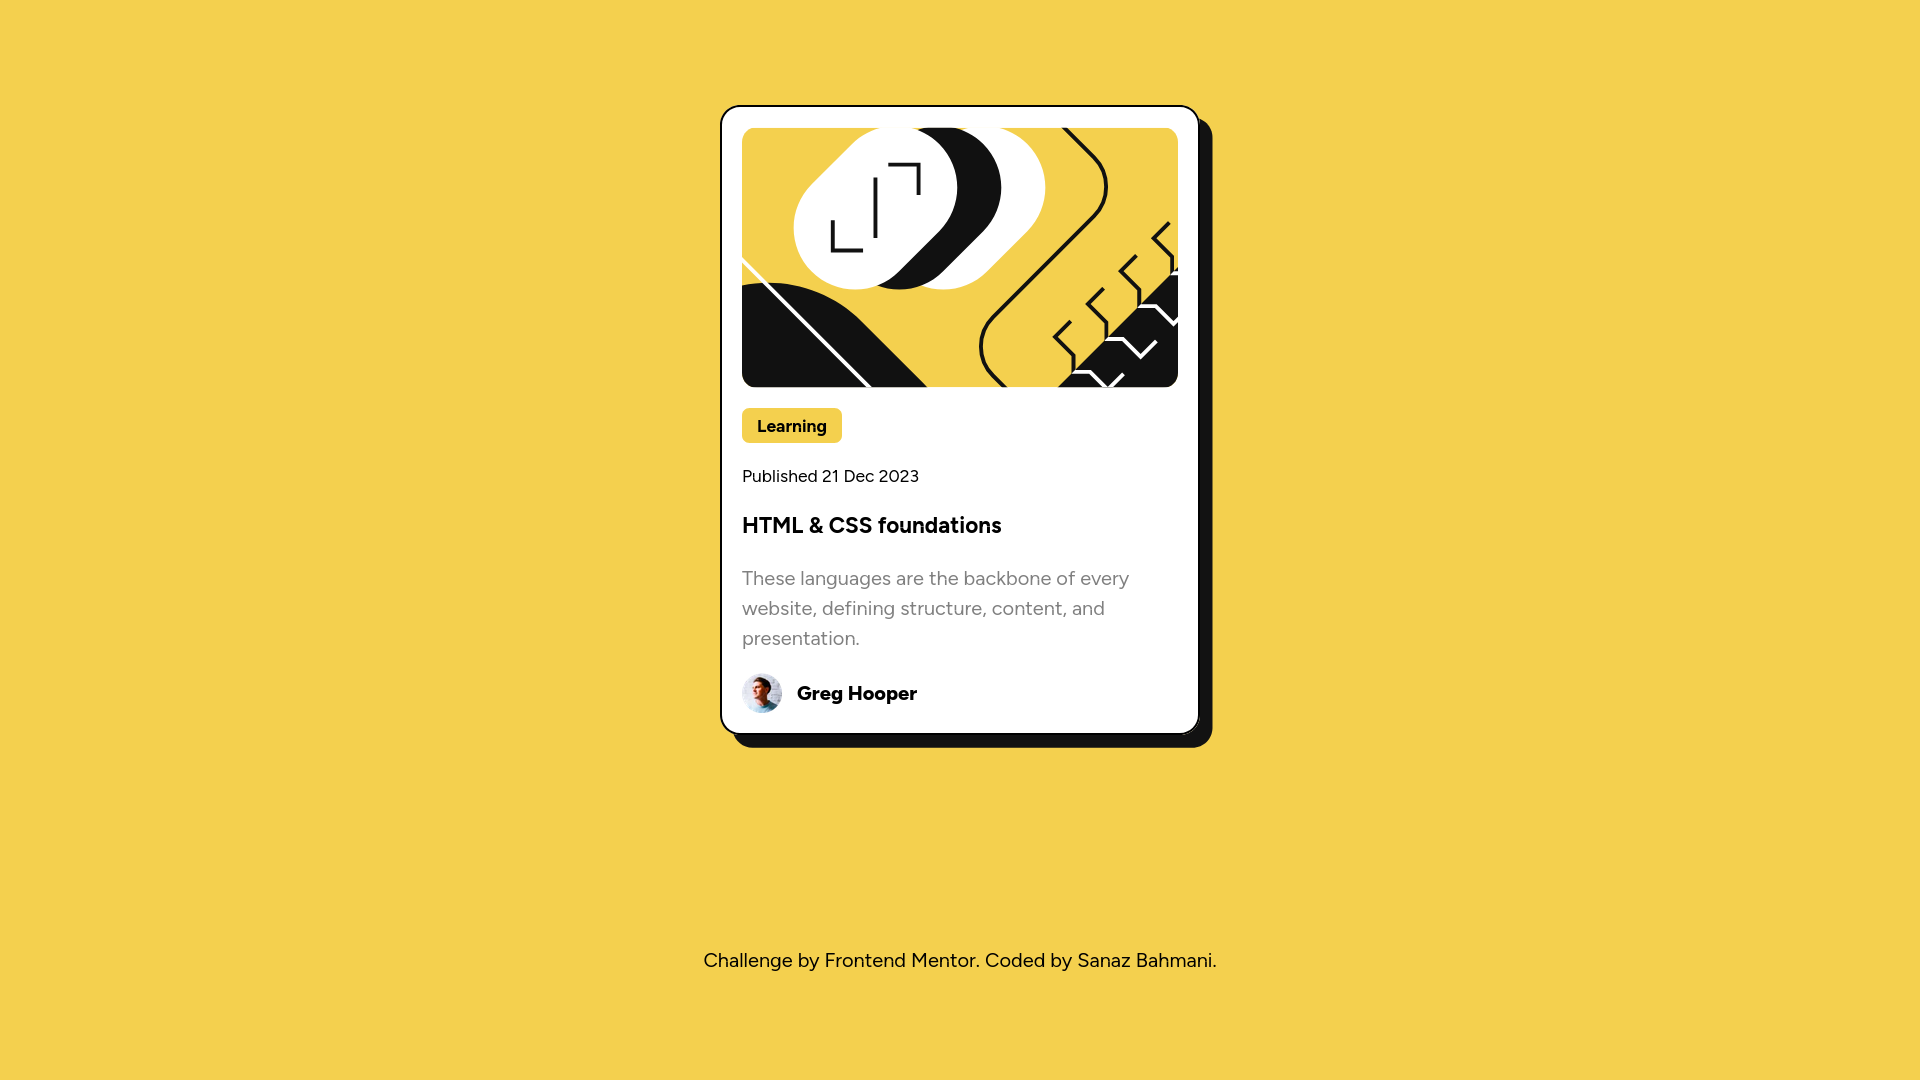 Learning
Published 21 Dec 2023
HTML & CSS foundations
These languages are the backbone of every
website, defining structure, content, and
presentation.
Greg Hooper
Challenge by Frontend Mentor. Coded by Sanaz Bahmani.